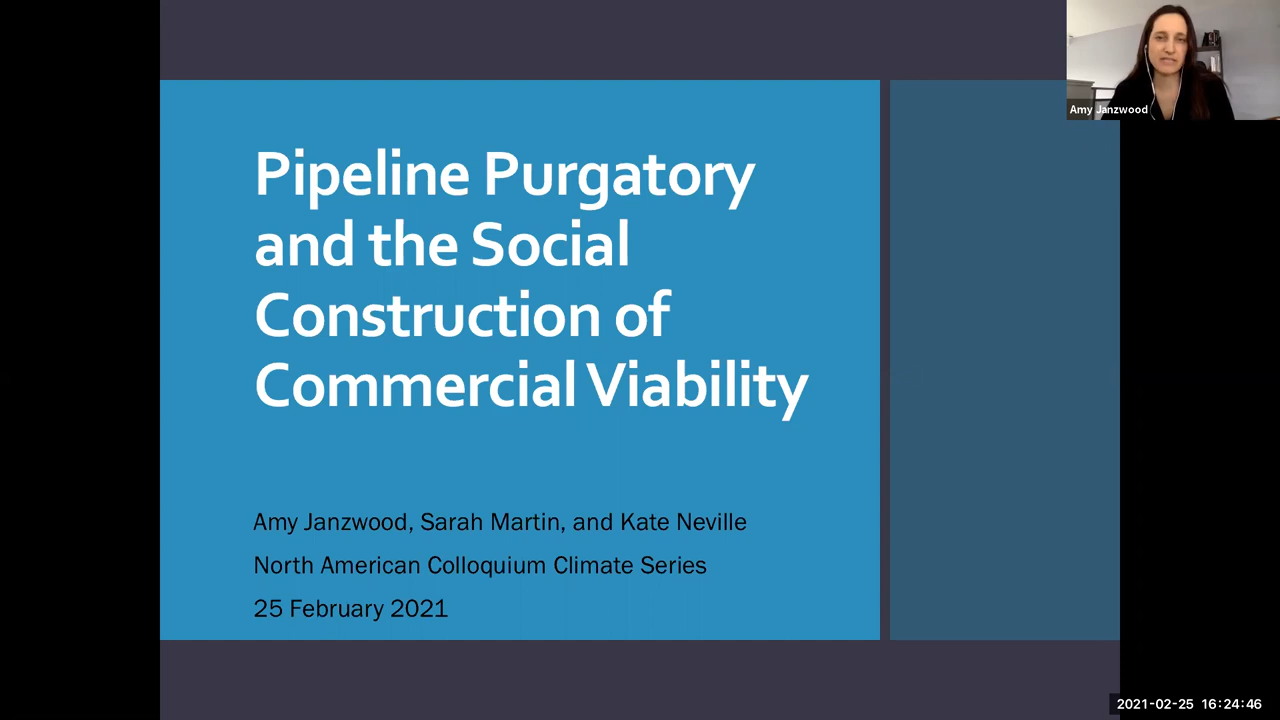 Amy Janzwood
Pipeline Purgatory
and the Social
Construction of
Commercial Viability
Amy Janzwood, Sarah Martin, and Kate Neville
North American Colloquium Climate Series
25 February 2021
2021-02-25 16:24:46